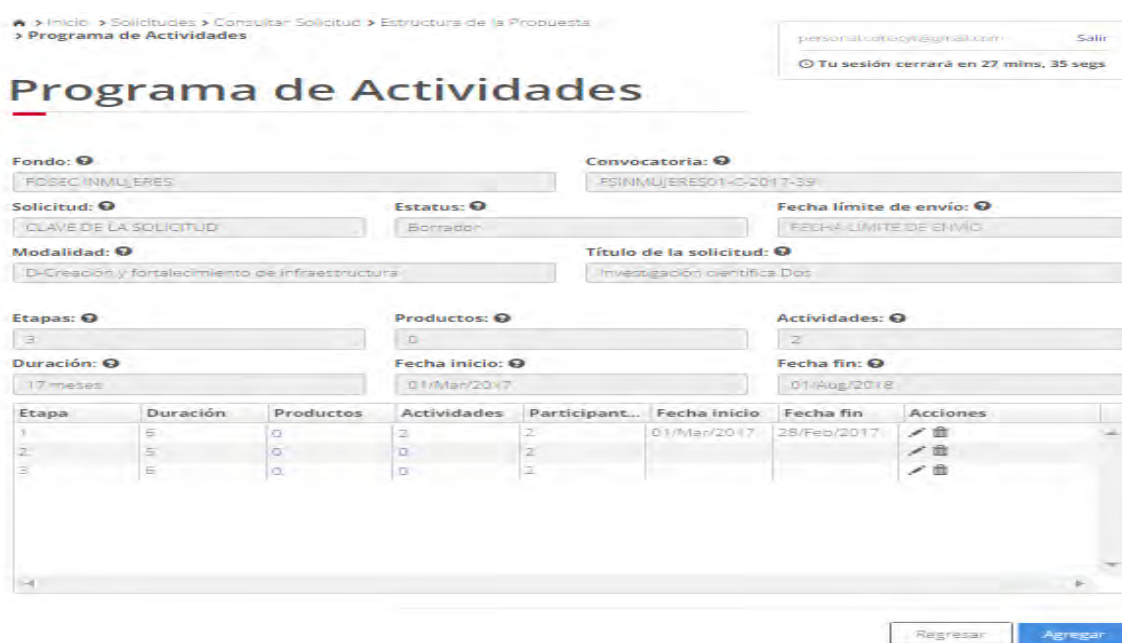 > Inicio > Solicitudes > Consultar Solicitud > Estructura de la Propuesta
> Programa de Actividades
Salir
Tu sesión cerrará en 27 mins, 35 segs
Programa de Actividades
Fondo:
Convocatoria:
FOSEC INMUJERES
FSINMUJERES01-C-2017-39
Solicitud:
Estatus:
Fecha límite de envío:
CLAVE DE LA SOLICITUD
Borrador
FECHA LIMITE DE ENVÍO
Modalidad:
Título de la solicitud:
D-Creación y fortalecimiento de infraestructura
Investigación científica Dos
Etapas:
Productos:
Actividades:
3
0
2
Duración:
Fecha inicio:
Fecha fin:
17 meses
01/Mar/2017
01/Aug/2018
Etapa Duración Productos Actividades Participant... Fecha inicio Fecha fin Acciones
1 5 0 2 2 01/Mar/2017 28/Feb/2017
2 5 0 0 2
3 5 0 0 2
Regresar
Agregar